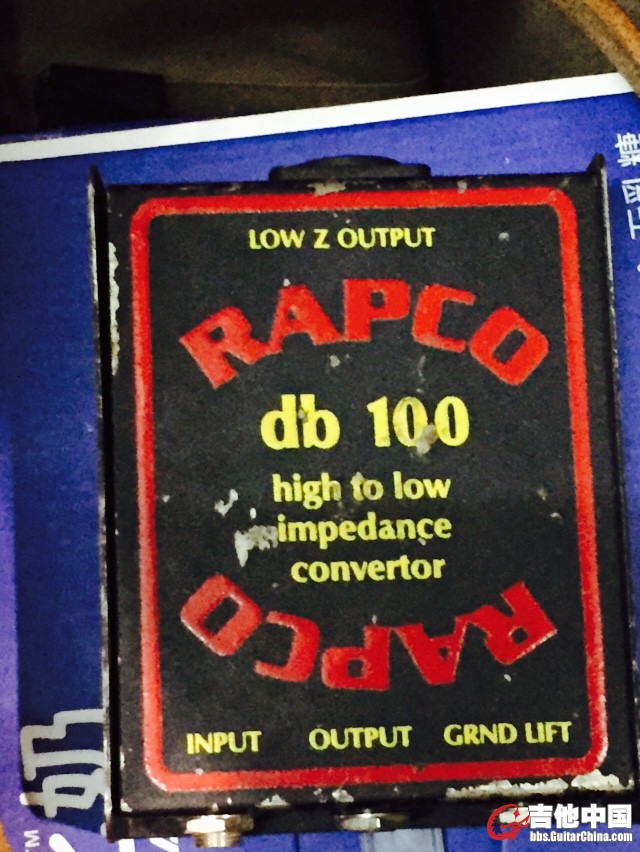 LOW Z OUTPUT
RAPCO
db 100
high to low
impedance
convertor
RAPCO
INPUT OUTPUT GRND LIFT
TM
吉他中国
bbs.GuitarChina.com